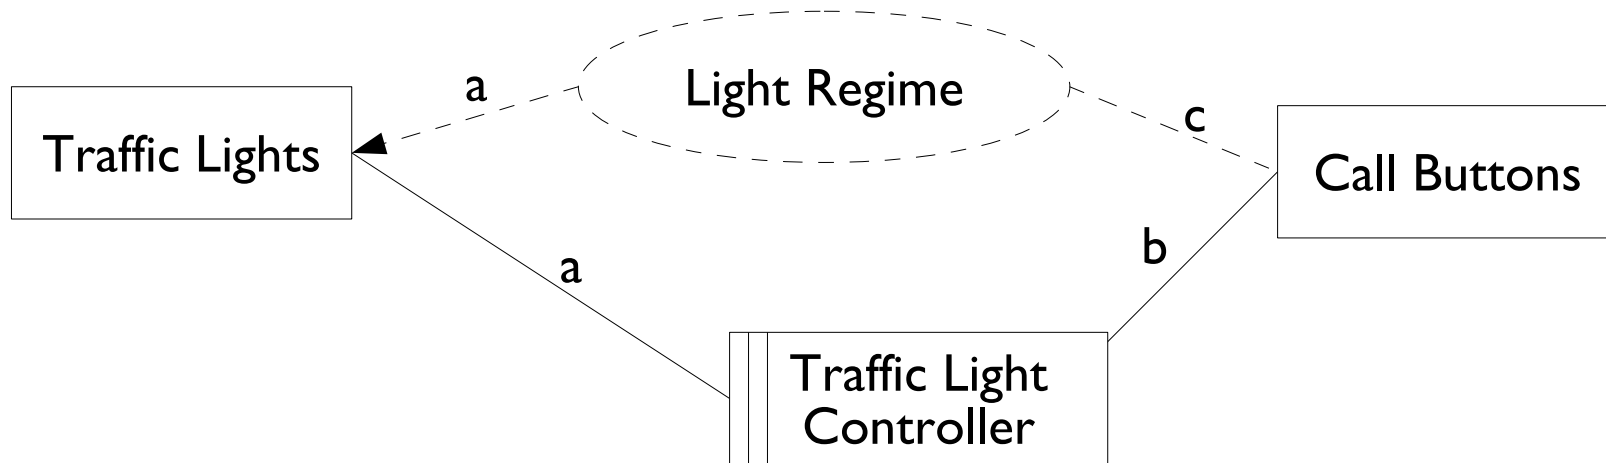 a
Light Regime
c
Traffic Lights
Call Buttons
a
b
Traffic Light
Controller